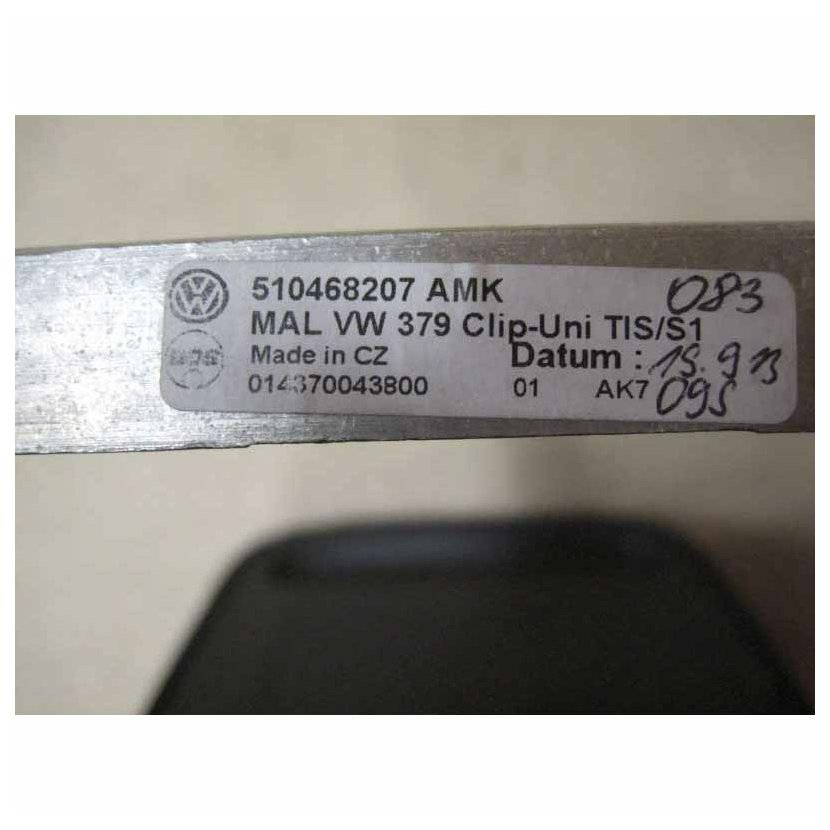 510468207 AMK 083
MAL VW 379 Clip-Uni TIS/S1
Made in CZ Datum : 15.9 13
014370043800 01 AK7 095